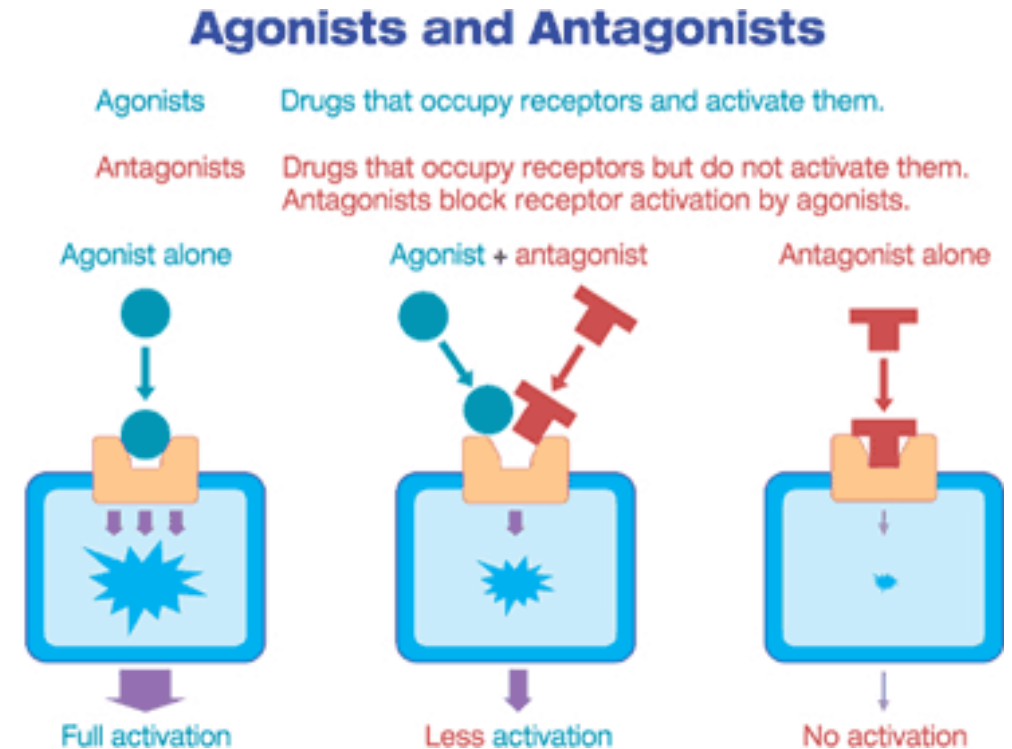 Agonists and Antagonists
Agonists Drugs that occupy receptors and activate them.
Antagonists Drugs that occupy receptors but do not activate them.
Antagonists block receptor activation by agonists.
Agonist alone
Agonist + antagonist
Antagonist alone
Full activation
Less activation
No activation